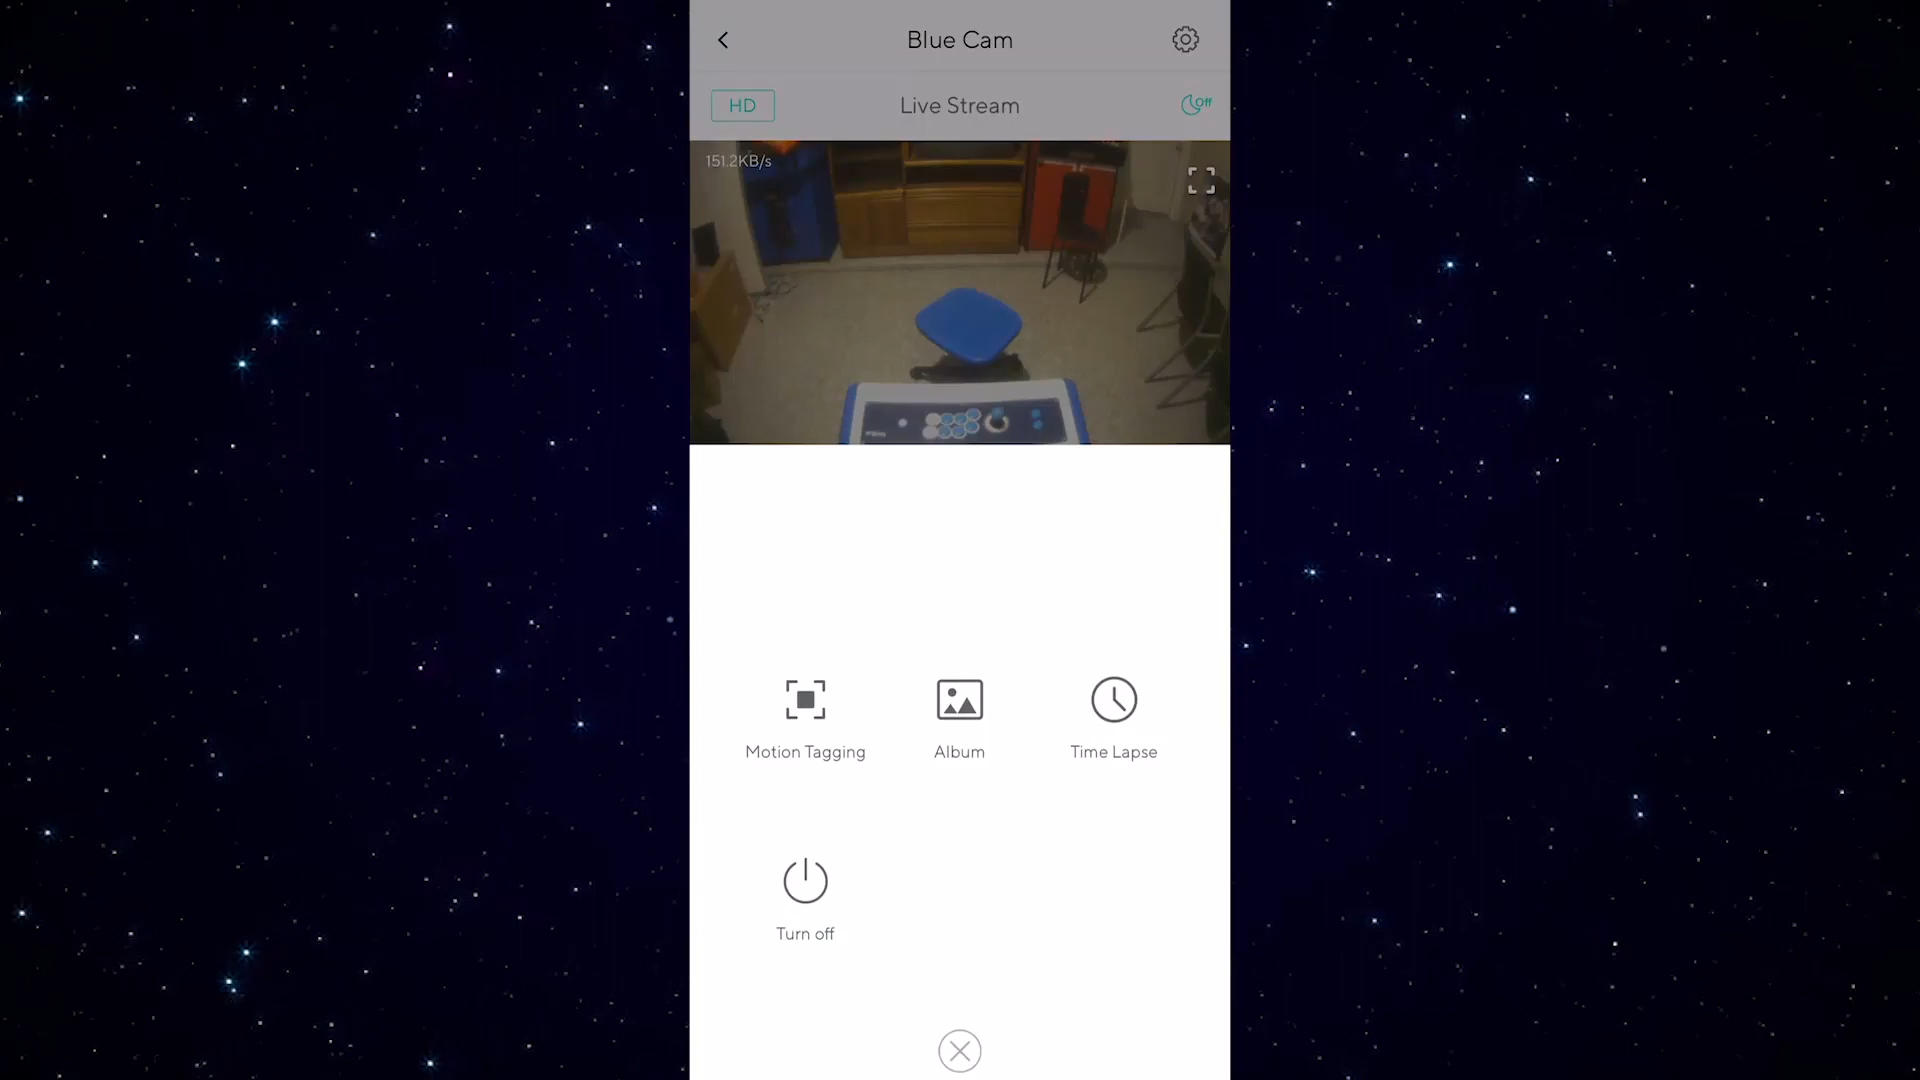 Blue Cam
HD
Live Stream
Off
151.2KB/s
Motion Tagging
Album
Time Lapse
Turn off